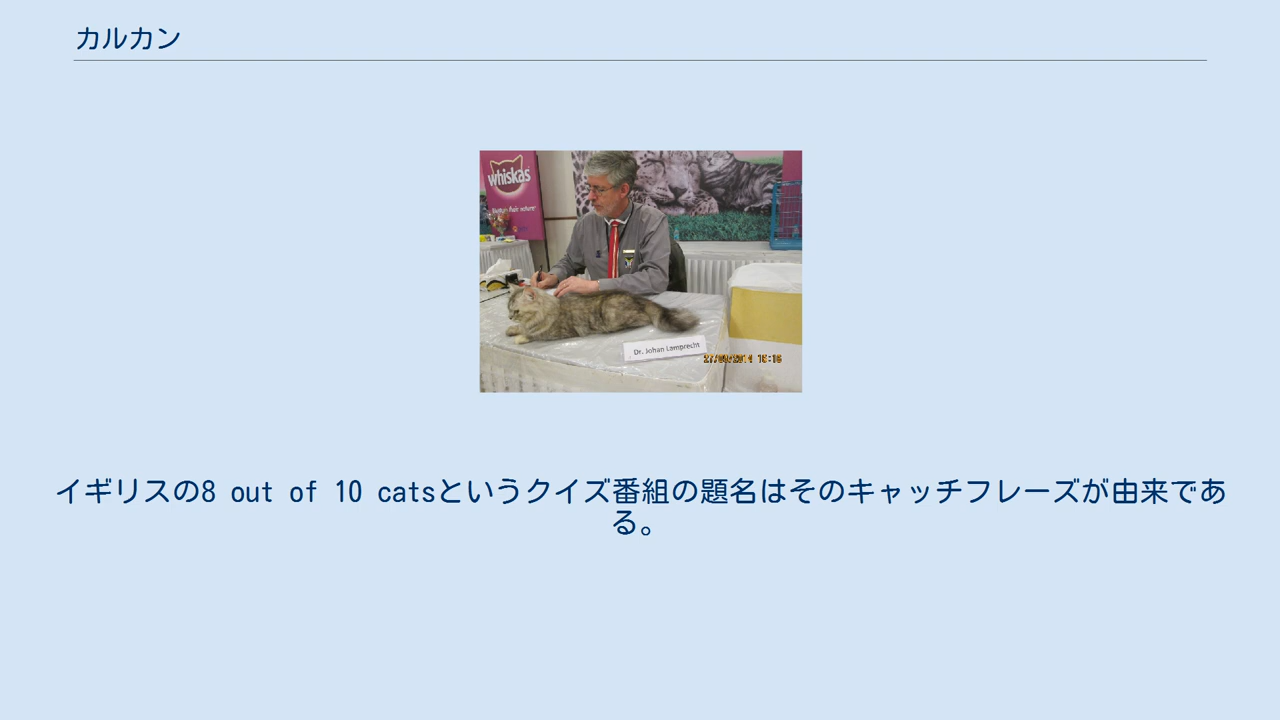 カルカン
whiskas
Dr. Johan Lamprecht
イギリスの8 out of 10 catsというクイズ番組の題名はそのキャッチフレーズが由来であ
る。